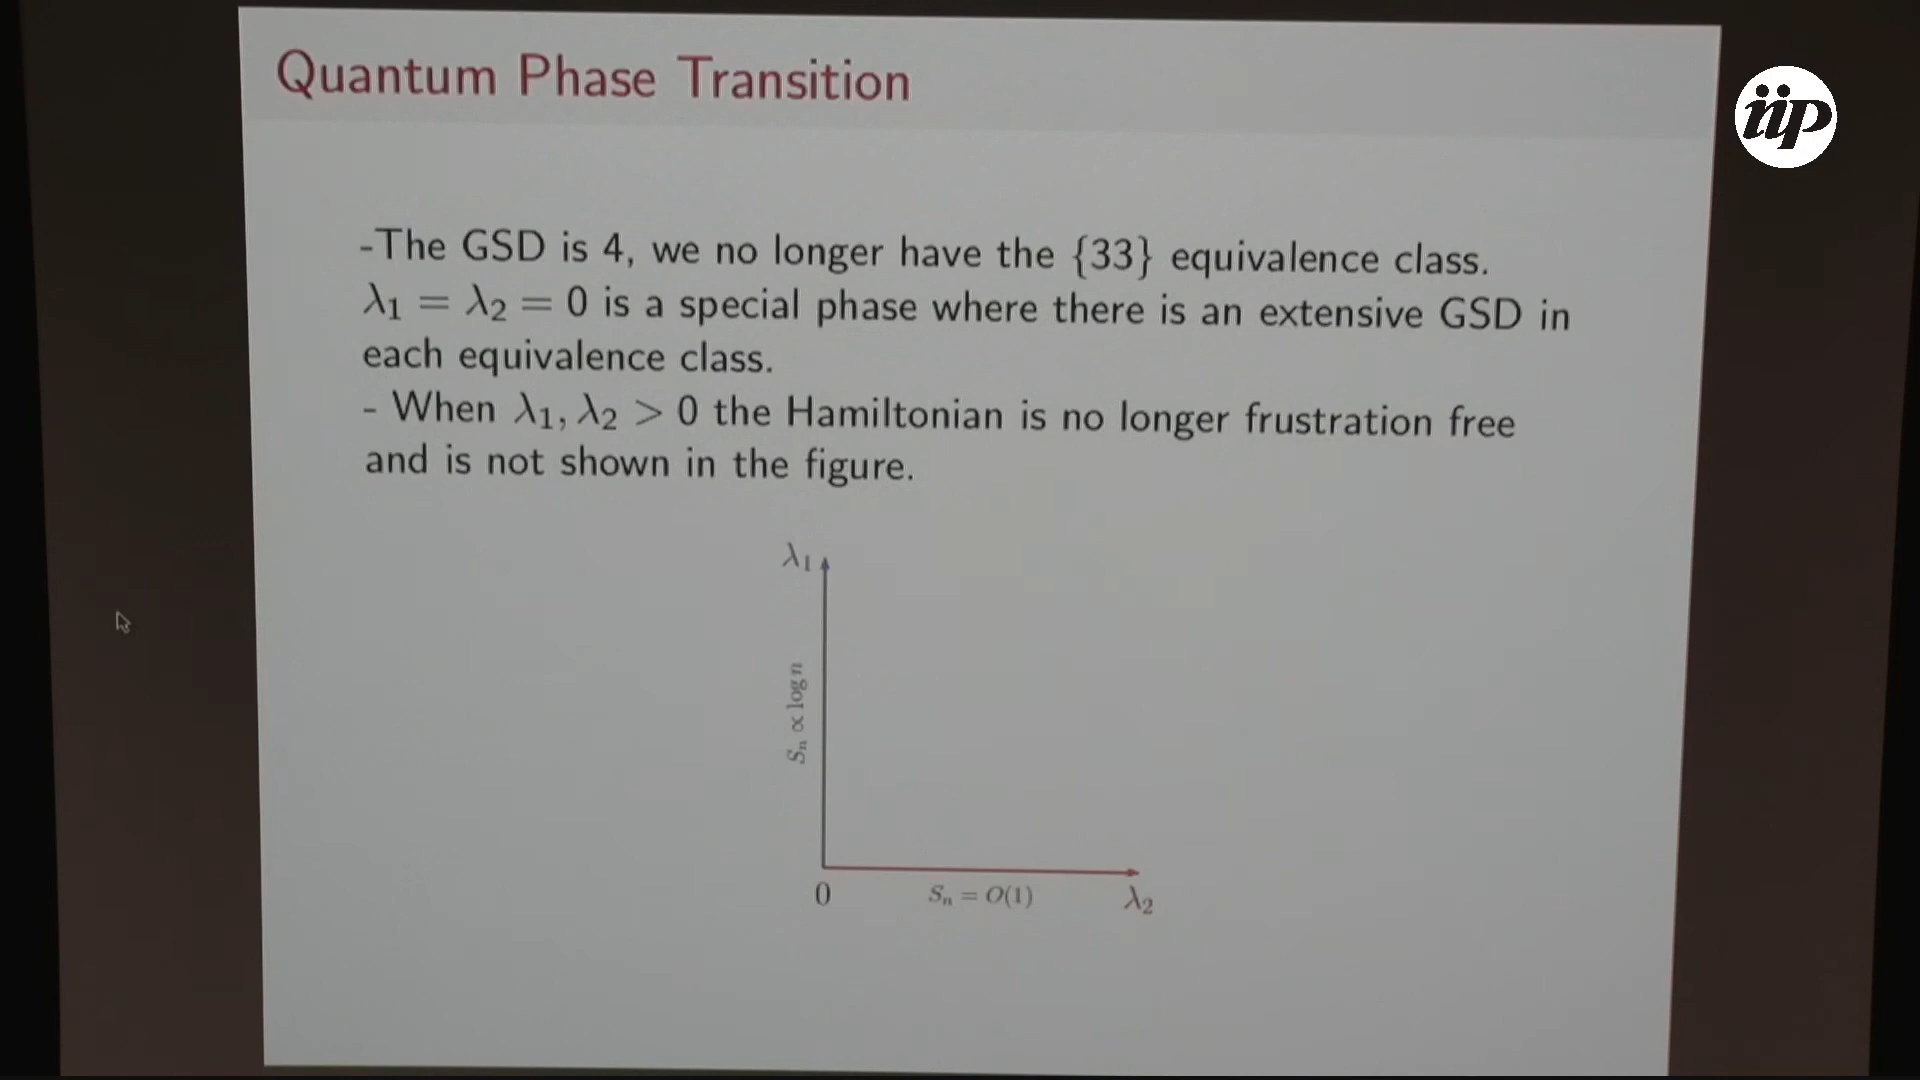 Quantum Phase Transition
iip
-The GSD is 4, we no longer have the {33} equivalence class.
λ₁ = λ₂ = 0 is a special phase where there is an extensive GSD in
each equivalence class.
- When λ₁, λ₂ > 0 the Hamiltonian is no longer frustration free
and is not shown in the figure.
λ₁
Sₙ ∝ log n
0
Sₙ = O(1)
λ₂